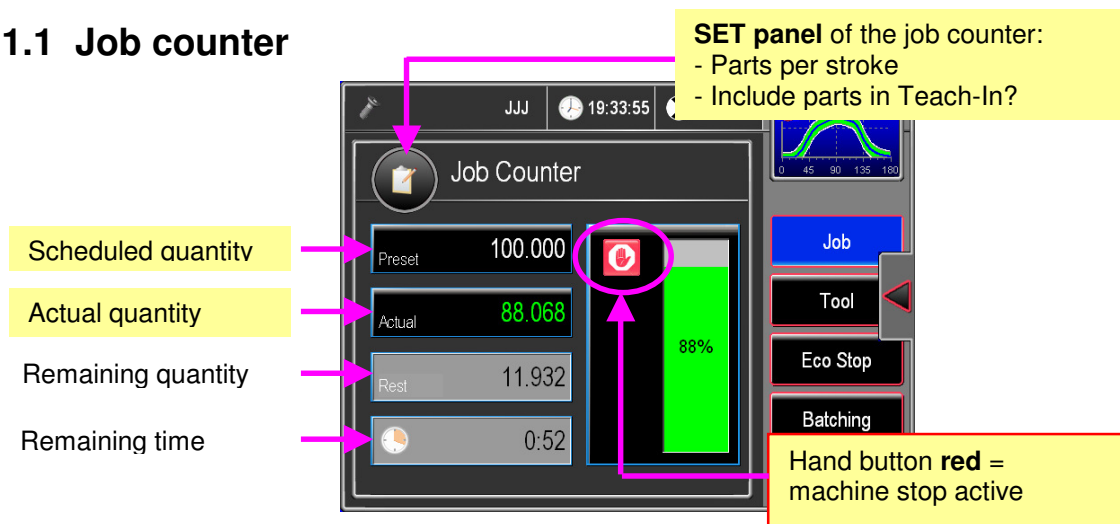 1.1 Job counter
SET panel of the job counter:
- Parts per stroke
- Include parts in Teach-In?
JJJ
19:33:55
0 45 90 135 180
Job Counter
Scheduled quantity
Preset 100.000
Job
Actual quantity
Actual 88.068
Tool
88%
Remaining quantity
Rest 11.932
Eco Stop
Remaining time
0:52
Batching
Hand button red =
machine stop active